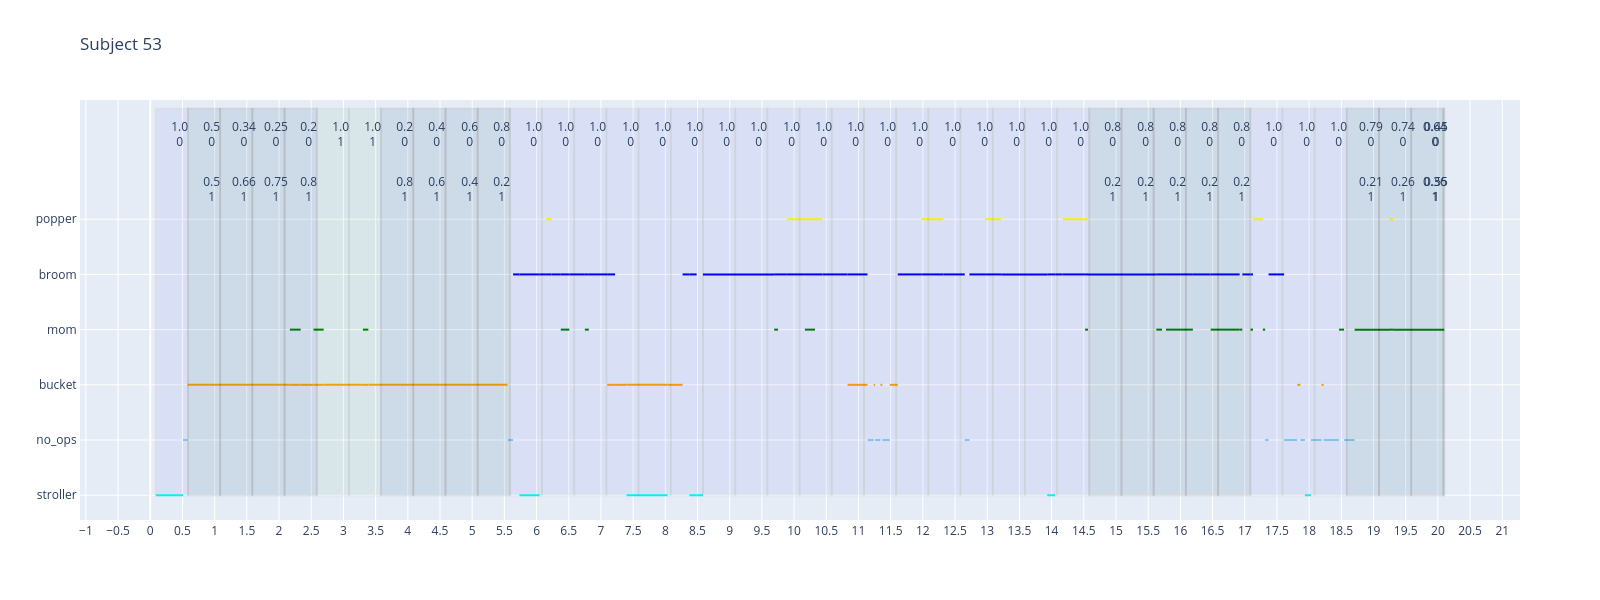 Subject 53
1.0 0.5 0.34 0.25 0.2 1.0 1.0 0.2 0.4 0.6 0.8 1.0 1.0 1.0 1.0 1.0 1.0 1.0 1.0 1.0 1.0 1.0 1.0 1.0 1.0 1.0 1.0 1.0 1.0 0.8 0.8 0.8 0.8 0.8 1.0 1.0 1.0 0.79 0.74
0 0 0 0 0 1 1 0 0 0 0 0 0 0 0 0 0 0 0 0 0 0 0 0 0 0 0 0 0 0 0 0 0 0 0 0 0 0 0 0
0.5 0.66 0.75 0.8 0.8 0.6 0.4 0.2 0.2 0.2 0.2 0.2 0.2 0.21 0.26
1 1 1 1 1 1 1 1 1 1 1 1 1 1 1 1
popper
broom
mom
bucket
no_ops
stroller
−1 −0.5 0 0.5 1 1.5 2 2.5 3 3.5 4 4.5 5 5.5 6 6.5 7 7.5 8 8.5 9 9.5 10 10.5 11 11.5 12 12.5 13 13.5 14 14.5 15 15.5 16 16.5 17 17.5 18 18.5 19 19.5 20 20.5 21